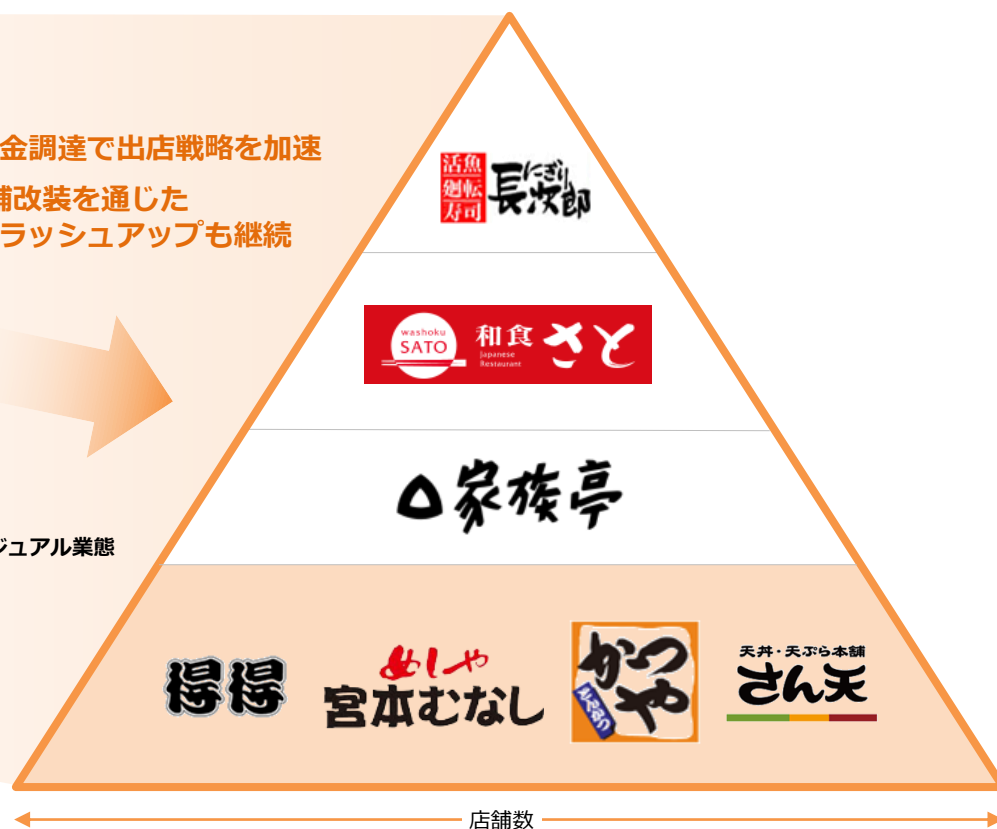 金調達で出店戦略を加速
舗改装を通じた
ラッシュアップも継続
活魚
廻転
寿司
にぎり
長次郎
washoku
SATO
和食 さと
Japanese
Restaurant
家族亭
ジュアル業態
得得
めしや
宮本むなし
かつや
とんかつ
天丼・天ぷら本舗
さん天
店舗数